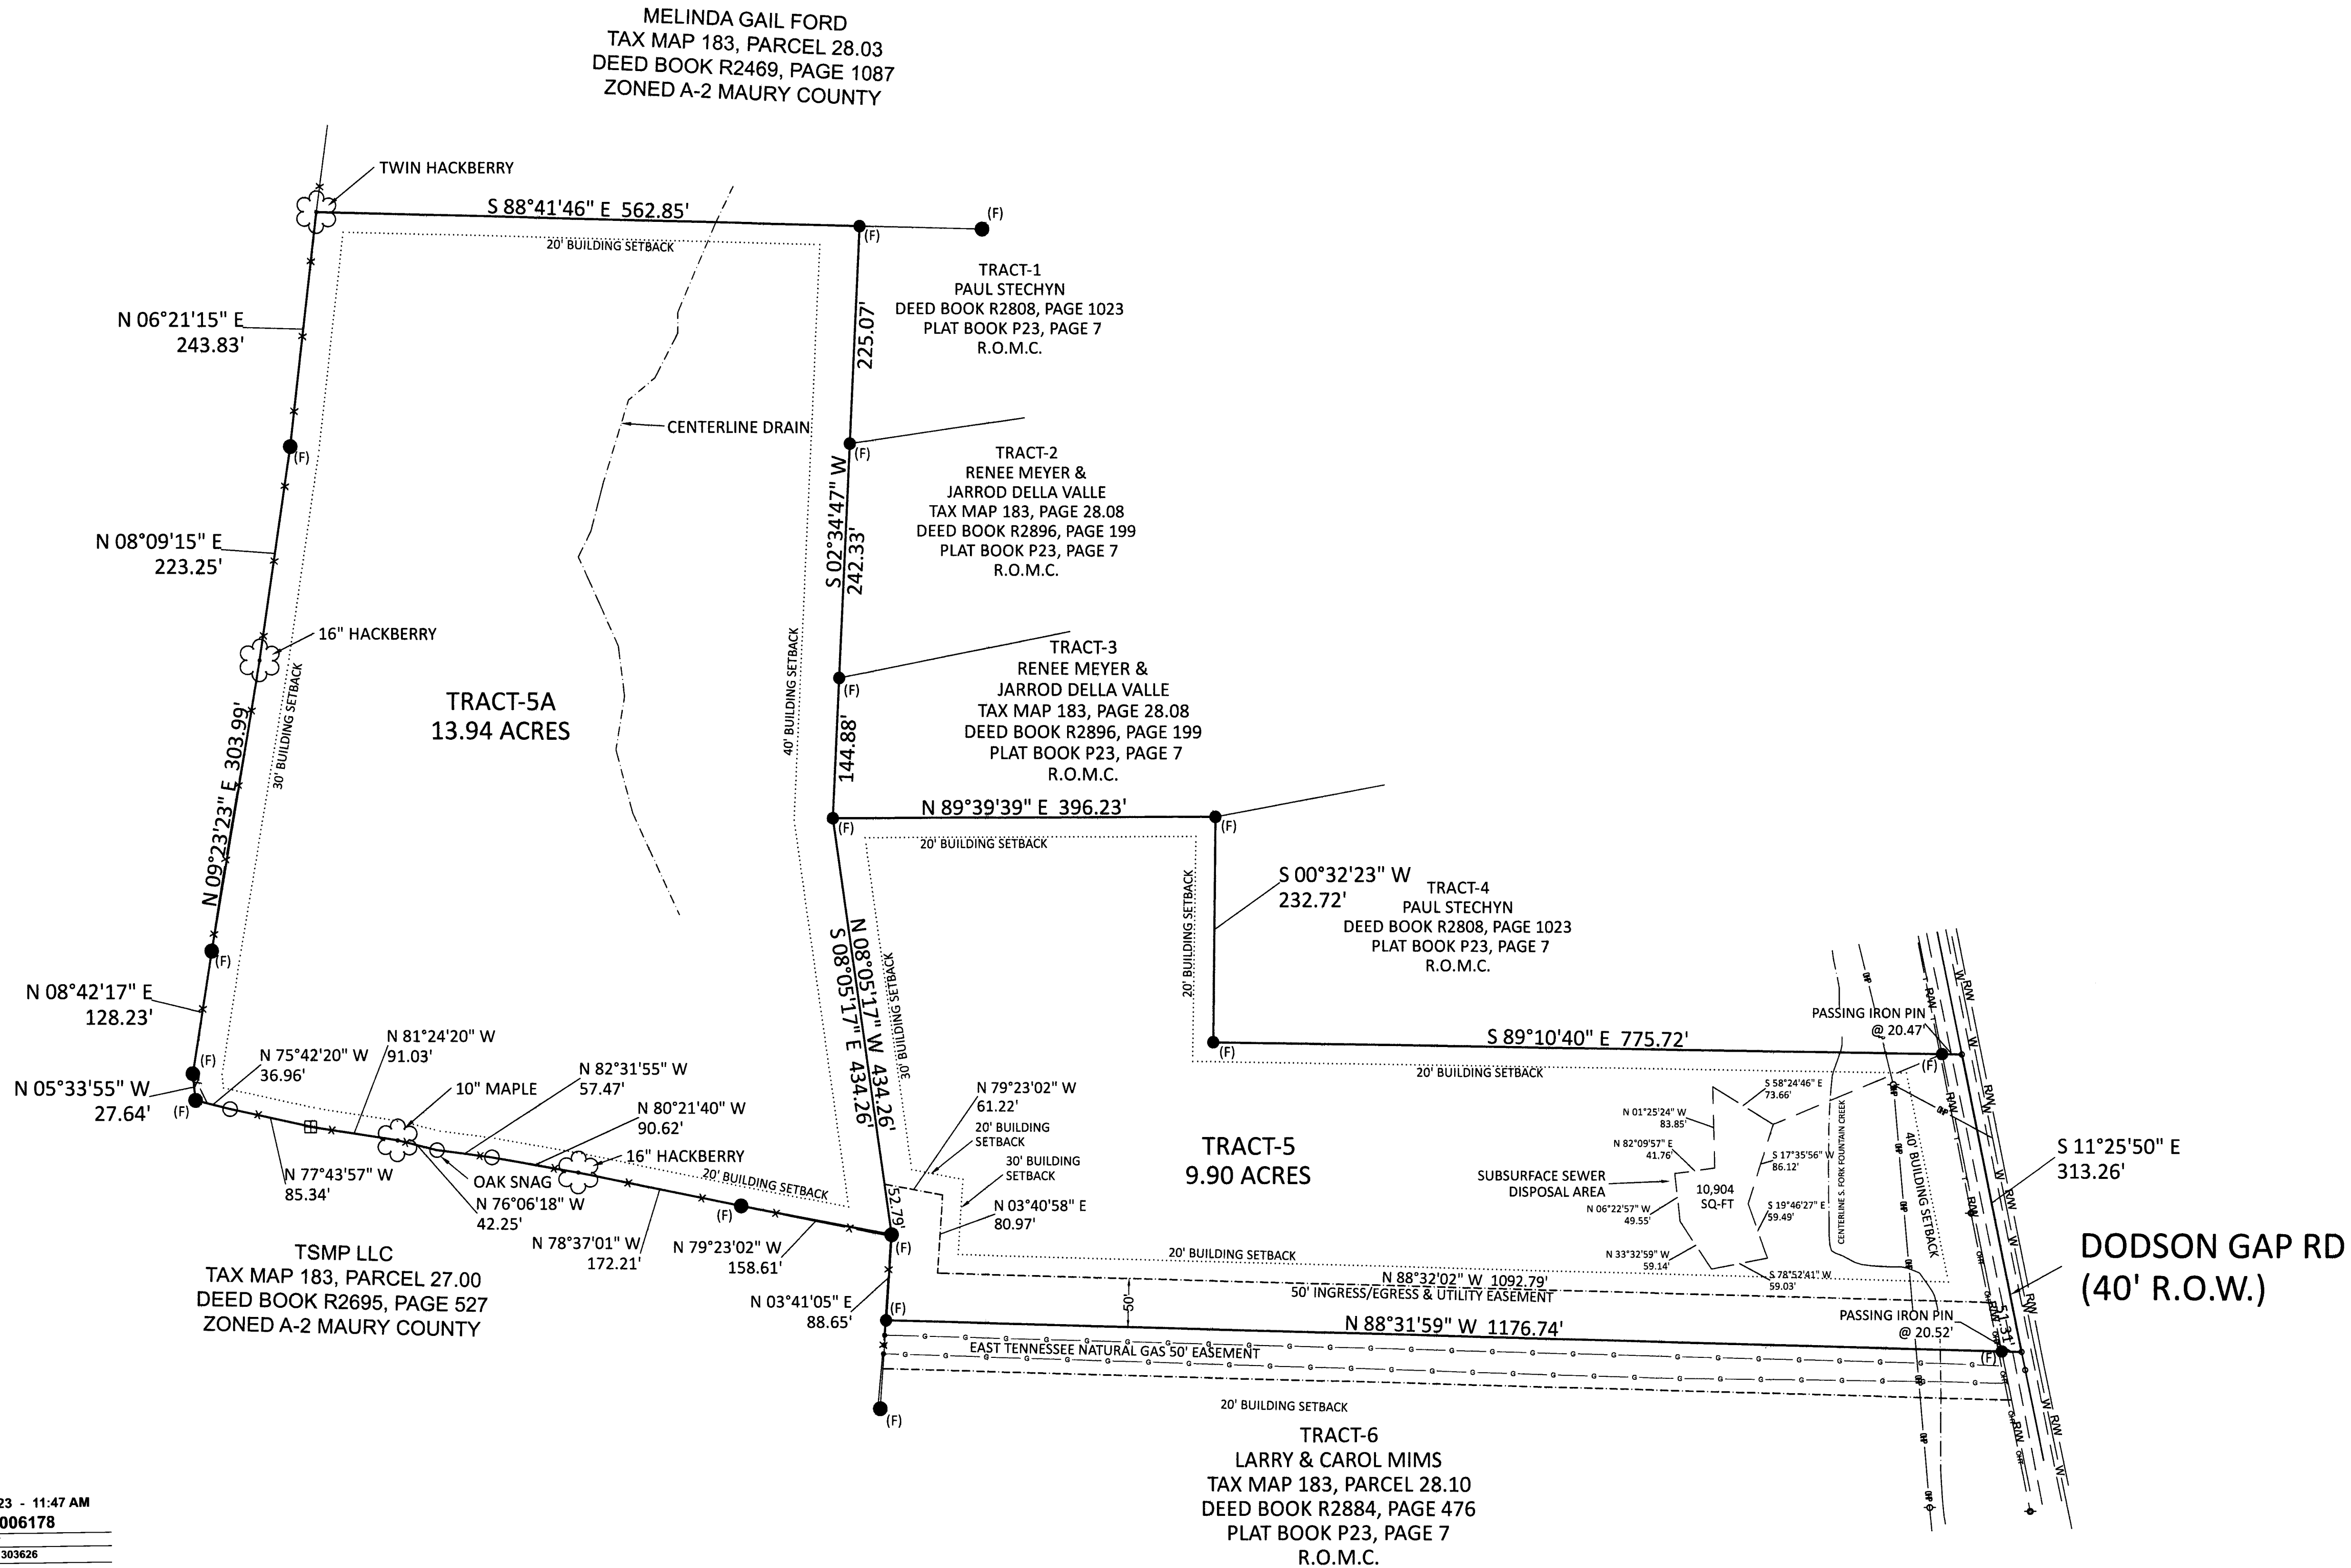 MELINDA GAIL FORD
TAX MAP 183, PARCEL 28.03
DEED BOOK R2469, PAGE 1087
ZONED A-2 MAURY COUNTY
TWIN HACKBERRY
S 88°41'46" E 562.85'
(F)
(F)
20' BUILDING SETBACK
TRACT-1
PAUL STECHYN
DEED BOOK R2808, PAGE 1023
PLAT BOOK P23, PAGE 7
R.O.M.C.
N 06°21'15" E
243.83'
225.07'
CENTERLINE DRAIN
(F)
(F)
TRACT-2
RENEE MEYER &
JARROD DELLA VALLE
TAX MAP 183, PAGE 28.08
DEED BOOK R2896, PAGE 199
PLAT BOOK P23, PAGE 7
R.O.M.C.
S 02°34'47" W
242.33'
N 08°09'15" E
223.25'
16" HACKBERRY
30' BUILDING SETBACK
40' BUILDING SETBACK
TRACT-3
RENEE MEYER &
JARROD DELLA VALLE
TAX MAP 183, PAGE 28.08
DEED BOOK R2896, PAGE 199
PLAT BOOK P23, PAGE 7
R.O.M.C.
(F)
144.88'
TRACT-5A
13.94 ACRES
N 09°23'23" E 303.99'
N 89°39'39" E 396.23'
(F)
(F)
20' BUILDING SETBACK
20' BUILDING SETBACK
S 00°32'23" W
232.72'
TRACT-4
PAUL STECHYN
DEED BOOK R2808, PAGE 1023
PLAT BOOK P23, PAGE 7
R.O.M.C.
N 08°05'17" W 434.26'
S 08°05'17" E 434.26'
30' BUILDING SETBACK
(F)
N 08°42'17" E
128.23'
PASSING IRON PIN
@ 20.47'
S 89°10'40" E 775.72'
(F)
(F)
20' BUILDING SETBACK
(F)
N 05°33'55" W
27.64'
(F)
N 75°42'20" W
36.96'
N 81°24'20" W
91.03'
10" MAPLE
N 82°31'55" W
57.47'
N 80°21'40" W
90.62'
16" HACKBERRY
20' BUILDING SETBACK
N 77°43'57" W
85.34'
OAK SNAG
N 76°06'18" W
42.25'
N 78°37'01" W
172.21'
(F)
N 79°23'02" W
158.61'
(F)
N 79°23'02" W
61.22'
20' BUILDING
SETBACK
30' BUILDING
SETBACK
52.79'
N 03°40'58" E
80.97'
TRACT-5
9.90 ACRES
S 58°24'46" E
73.66'
N 01°25'24" W
83.85'
N 82°09'57" E
41.76'
S 17°35'56" W
86.12'
SUBSURFACE SEWER
DISPOSAL AREA
10,904
SQ-FT
N 06°22'57" W
49.55'
S 19°46'27" E
59.49'
N 33°32'59" W
59.14'
S 78°52'41" W
59.03'
CENTERLINE S. FORK FOUNTAIN CREEK
40' BUILDING SETBACK
S 11°25'50" E
313.26'
DODSON GAP RD
(40' R.O.W.)
20' BUILDING SETBACK
N 88°32'02" W 1092.79'
50' INGRESS/EGRESS & UTILITY EASEMENT
50'
N 03°41'05" E
88.65'
(F)
N 88°31'59" W 1176.74'
PASSING IRON PIN
@ 20.52'
51.31'
(F)
EAST TENNESSEE NATURAL GAS 50' EASEMENT
20' BUILDING SETBACK
(F)
TSMP LLC
TAX MAP 183, PARCEL 27.00
DEED BOOK R2695, PAGE 527
ZONED A-2 MAURY COUNTY
TRACT-6
LARRY & CAROL MIMS
TAX MAP 183, PARCEL 28.10
DEED BOOK R2884, PAGE 476
PLAT BOOK P23, PAGE 7
R.O.M.C.
23 - 11:47 AM
006178
303626